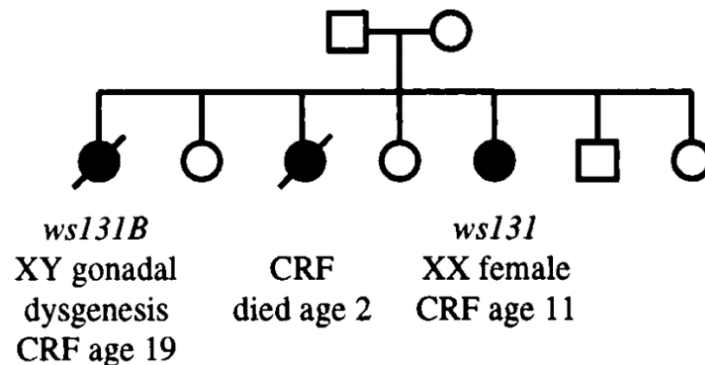 ws131B
XY gonadal
dysgenesis
CRF age 19
CRF
died age 2
ws131
XX female
CRF age 11